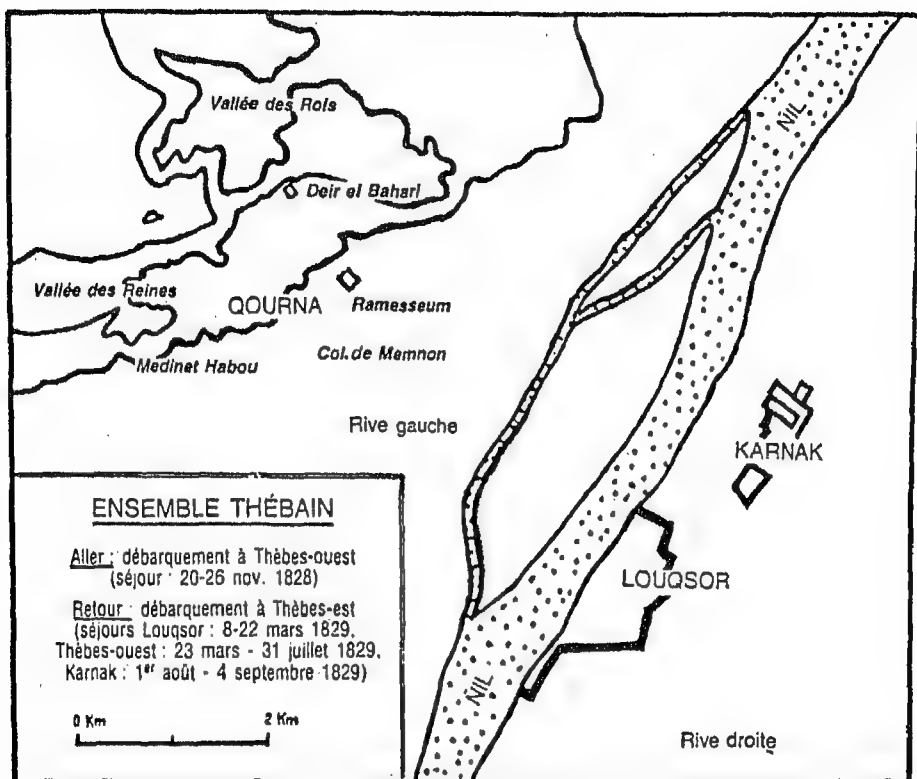 NIL
Vallée des Rois
Deir el Bahari
Vallée des Reines
QOURNA
Ramesseum
Medinet Habou
Col. de Memnon
Rive gauche
KARNAK
LOUQSOR
NIL
Rive droite
ENSEMBLE THÉBAIN
Aller : débarquement à Thèbes-ouest
(séjour : 20-26 nov. 1828)
Retour : débarquement à Thèbes-est
(séjours Louqsor : 8-22 mars 1829,
Thèbes-ouest : 23 mars - 31 juillet 1829,
Karnak : 1er août - 4 septembre 1829)
0 Km
2 Km